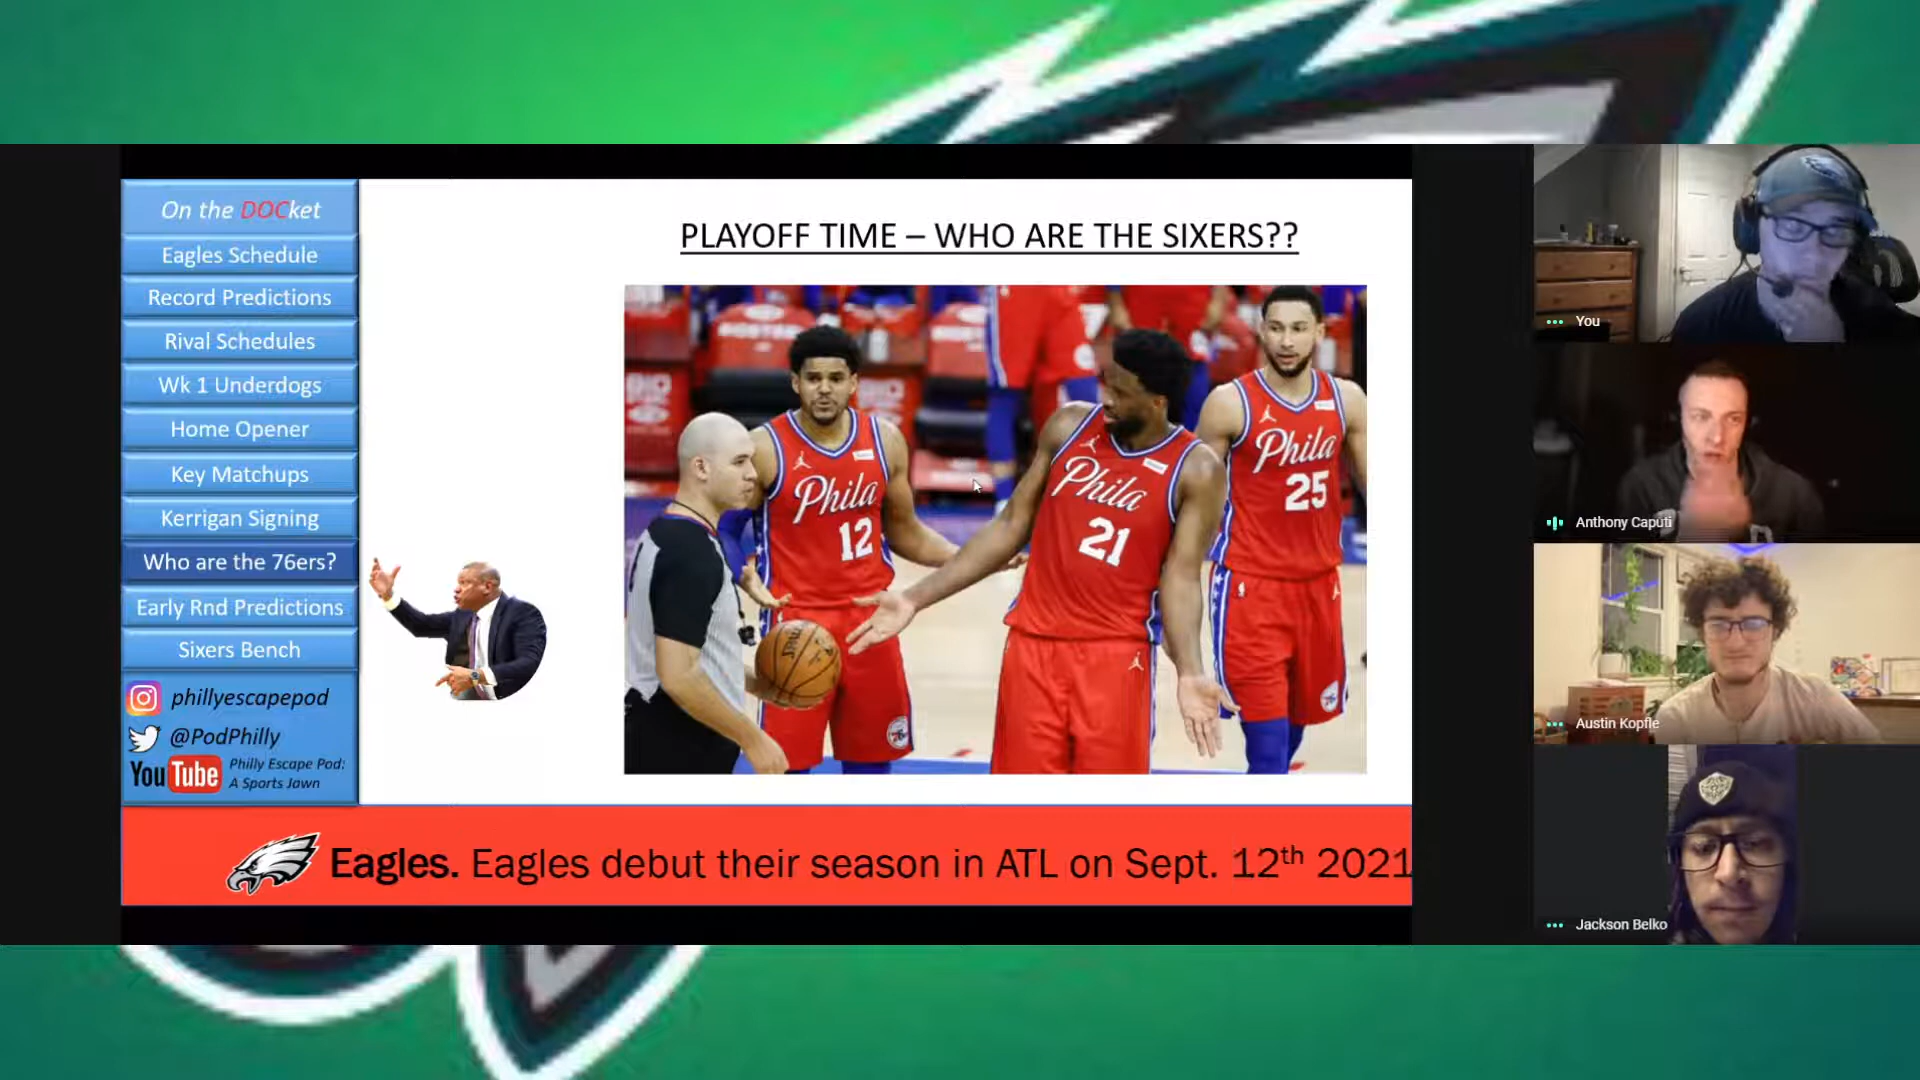 On the DOCket
Eagles Schedule
Record Predictions
Rival Schedules
Wk 1 Underdogs
Home Opener
Key Matchups
Kerrigan Signing
Who are the 76ers?
Early Rnd Predictions
Sixers Bench
phillyescapepod
@PodPhilly
YouTube
Philly Escape Pod:
A Sports Jawn
PLAYOFF TIME – WHO ARE THE SIXERS??
Phila
12
Phila
21
Phila
25
Eagles. Eagles debut their season in ATL on Sept. 12th 2021
You
Anthony Caputi
Austin Kopfle
Jackson Belko